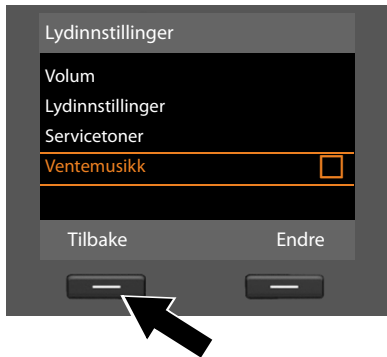 Lydinnstillinger
Volum
Lydinnstillinger
Servicetoner
Ventemusikk
Tilbake Endre